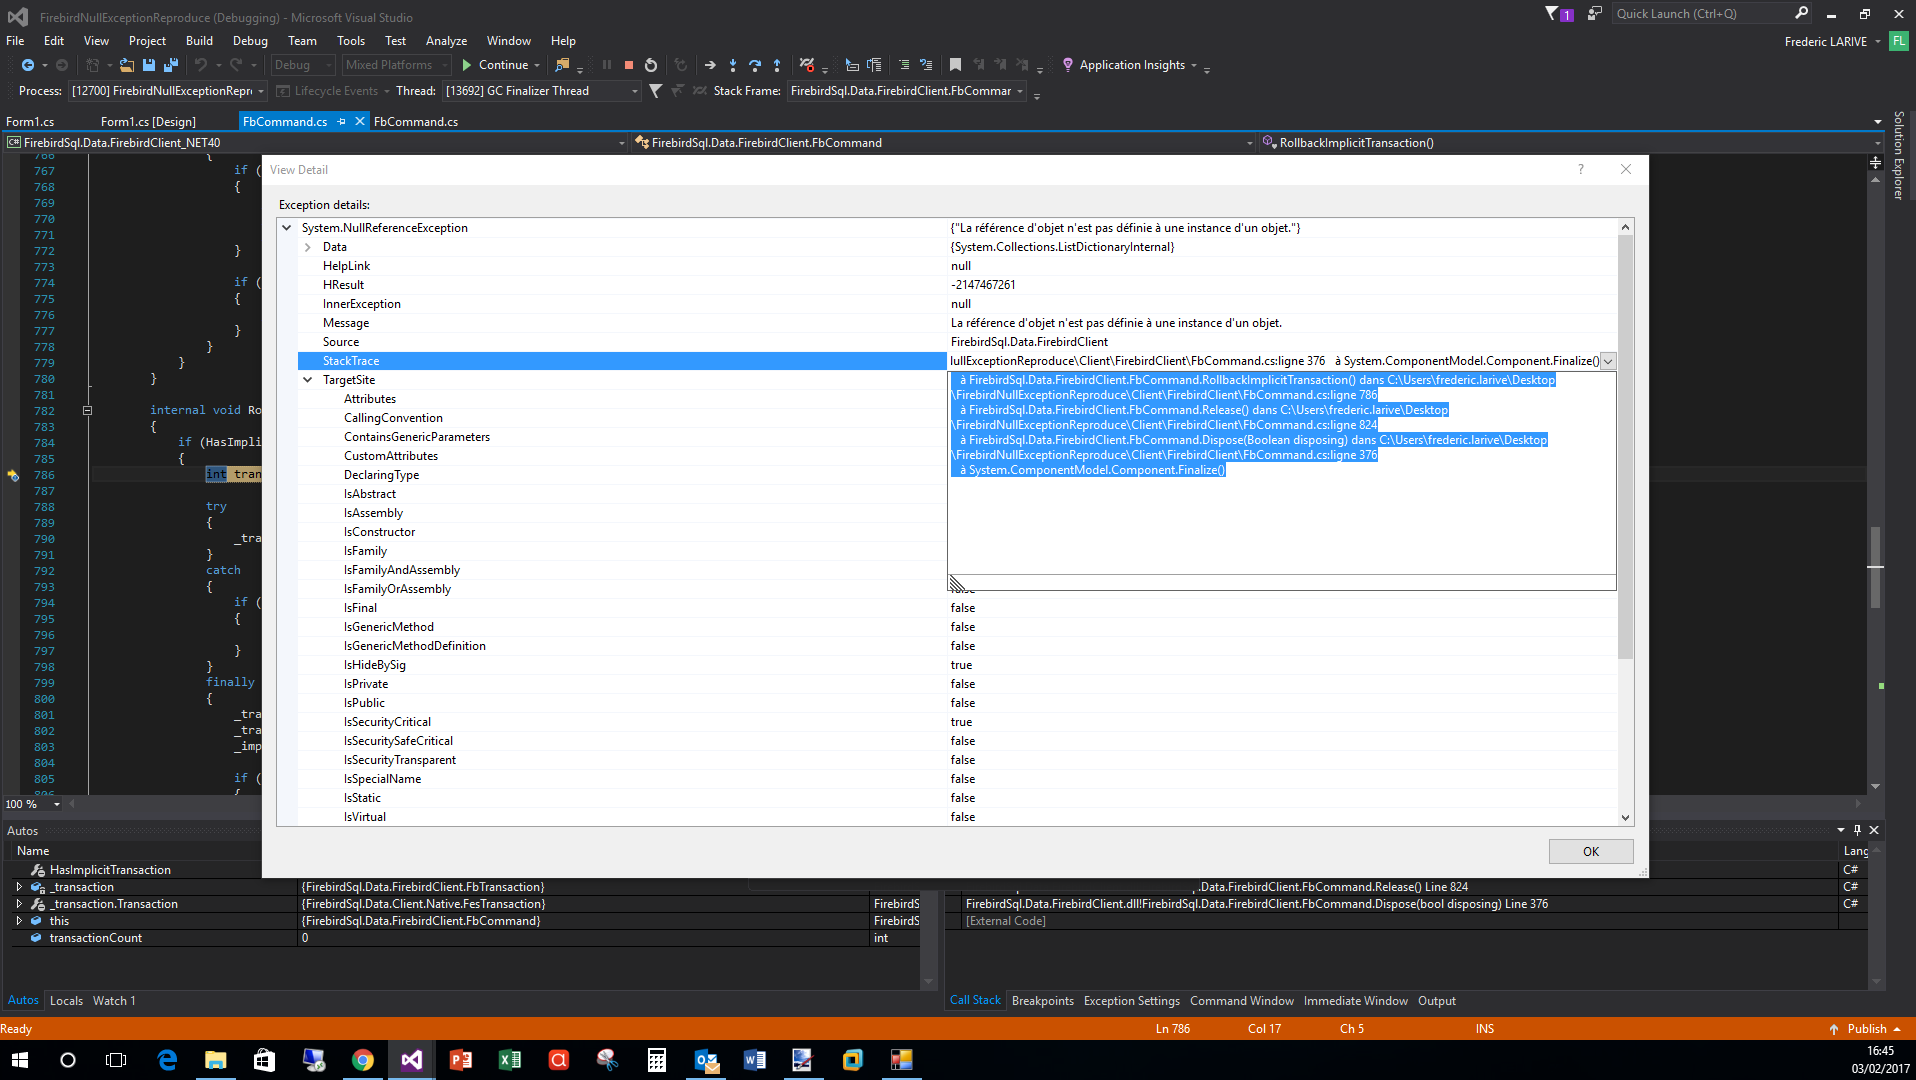 FirebirdNullExceptionReproduce (Debugging) - Microsoft Visual Studio
1
Quick Launch (Ctrl+Q)
File Edit View Project Build Debug Team Tools Test Analyze Window Help
Frederic LARIVE FL
Debug Mixed Platforms Continue Application Insights
Process: [12700] FirebirdNullExceptionRepr Lifecycle Events Thread: [13692] GC Finalizer Thread Stack Frame: FirebirdSql.Data.FirebirdClient.FbCommar
Form1.cs Form1.cs [Design] FbCommand.cs FbCommand.cs
Solution Explorer
C# FirebirdSql.Data.FirebirdClient_NET40 FirebirdSql.Data.FirebirdClient.FbCommand RollbackImplicitTransaction()
766 {
767 if (
768 {
769
770
771
772 }
773
774 if (
775 {
776
777 }
778 }
779 }
780 }
781
782 internal void Ro
783 {
784 if (HasImpli
785 {
786 int tran
787
788 try
789 {
790 _tra
791 }
792 catch
793 {
794 if (
795 {
796
797 }
798 }
799 finally
800 {
801 _tra
802 _tra
803 _imp
804
805 if (
806 {
100 %
View Detail
?
Exception details:
System.NullReferenceException {"La référence d'objet n'est pas définie à une instance d'un objet."}
Data {System.Collections.ListDictionaryInternal}
HelpLink null
HResult -2147467261
InnerException null
Message La référence d'objet n'est pas définie à une instance d'un objet.
Source FirebirdSql.Data.FirebirdClient
StackTrace lullExceptionReproduce\Client\FirebirdClient\FbCommand.cs:ligne 376 à System.ComponentModel.Component.Finalize()
à FirebirdSql.Data.FirebirdClient.FbCommand.RollbackImplicitTransaction() dans C:\Users\frederic.larive\Desktop
\FirebirdNullExceptionReproduce\Client\FirebirdClient\FbCommand.cs:ligne 786
à FirebirdSql.Data.FirebirdClient.FbCommand.Release() dans C:\Users\frederic.larive\Desktop
\FirebirdNullExceptionReproduce\Client\FirebirdClient\FbCommand.cs:ligne 824
à FirebirdSql.Data.FirebirdClient.FbCommand.Dispose(Boolean disposing) dans C:\Users\frederic.larive\Desktop
\FirebirdNullExceptionReproduce\Client\FirebirdClient\FbCommand.cs:ligne 376
à System.ComponentModel.Component.Finalize()
TargetSite
Attributes
CallingConvention
ContainsGenericParameters
CustomAttributes
DeclaringType
IsAbstract
IsAssembly
IsConstructor
IsFamily
IsFamilyAndAssembly
IsFamilyOrAssembly false
IsFinal false
IsGenericMethod false
IsGenericMethodDefinition false
IsHideBySig true
IsPrivate false
IsPublic false
IsSecurityCritical true
IsSecuritySafeCritical false
IsSecurityTransparent false
IsSpecialName false
IsStatic false
IsVirtual false
OK
Autos
Name
HasImplicitTransaction
_transaction {FirebirdSql.Data.FirebirdClient.FbTransaction}
_transaction.Transaction {FirebirdSql.Data.Client.Native.FesTransaction} FirebirdS
this {FirebirdSql.Data.FirebirdClient.FbCommand} FirebirdS
transactionCount 0 int
Lang
C#
.Data.FirebirdClient.FbCommand.Release() Line 824 C#
FirebirdSql.Data.FirebirdClient.dll!FirebirdSql.Data.FirebirdClient.FbCommand.Dispose(bool disposing) Line 376 C#
[External Code]
Autos Locals Watch 1
Call Stack Breakpoints Exception Settings Command Window Immediate Window Output
Ready Ln 786 Col 17 Ch 5 INS Publish
16:45
03/02/2017